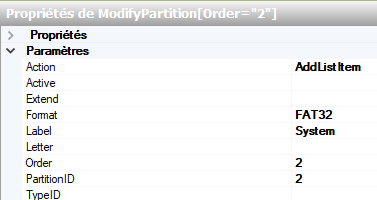 Propriétés de ModifyPartition[Order="2"]
Propriétés
Paramètres
Action AddListItem
Active
Extend
Format FAT32
Label System
Letter
Order 2
PartitionID 2
TypeID